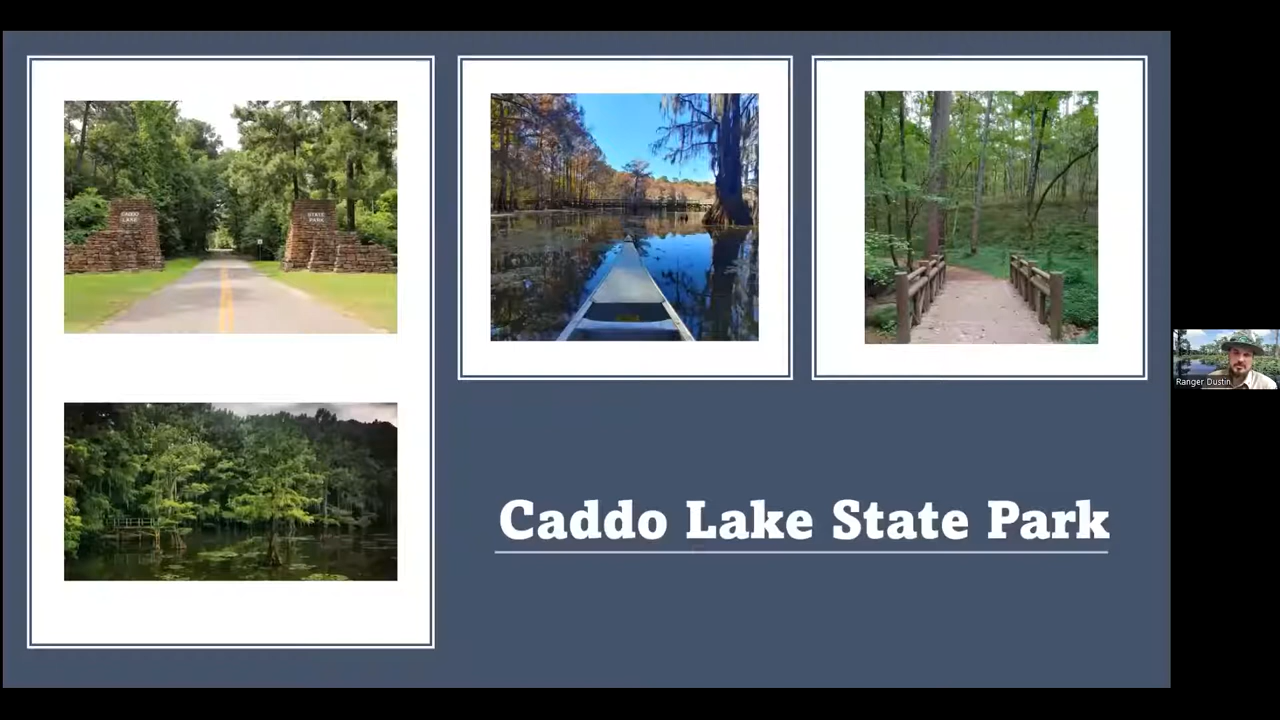 CADDO
LAKE
STATE
PARK
Caddo Lake State Park
Ranger Dustin